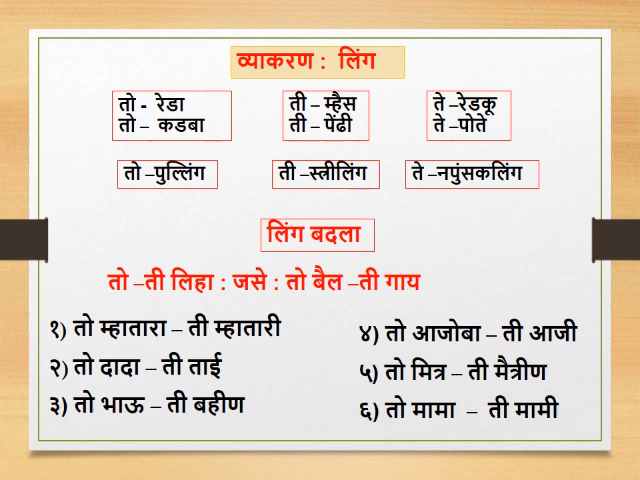 व्याकरण : लिंग
तो - रेडा
तो – कडबा
ती – म्हैस
ती – पेंढी
ते –रेडकू
ते –पोते
तो –पुल्लिंग
ती –स्त्रीलिंग
ते –नपुंसकलिंग
लिंग बदला
तो –ती लिहा : जसे : तो बैल –ती गाय
१) तो म्हातारा – ती म्हातारी
२) तो दादा – ती ताई
३) तो भाऊ – ती बहीण
४) तो आजोबा – ती आजी
५) तो मित्र – ती मैत्रीण
६) तो मामा – ती मामी